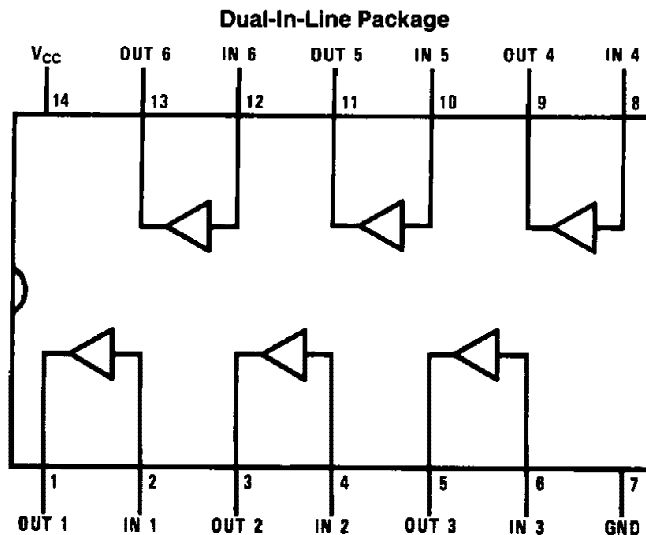 Dual-In-Line Package
VCC OUT 6 IN 6 OUT 5 IN 5 OUT 4 IN 4
14 13 12 11 10 9 8
1 2 3 4 5 6 7
OUT 1 IN 1 OUT 2 IN 2 OUT 3 IN 3 GND